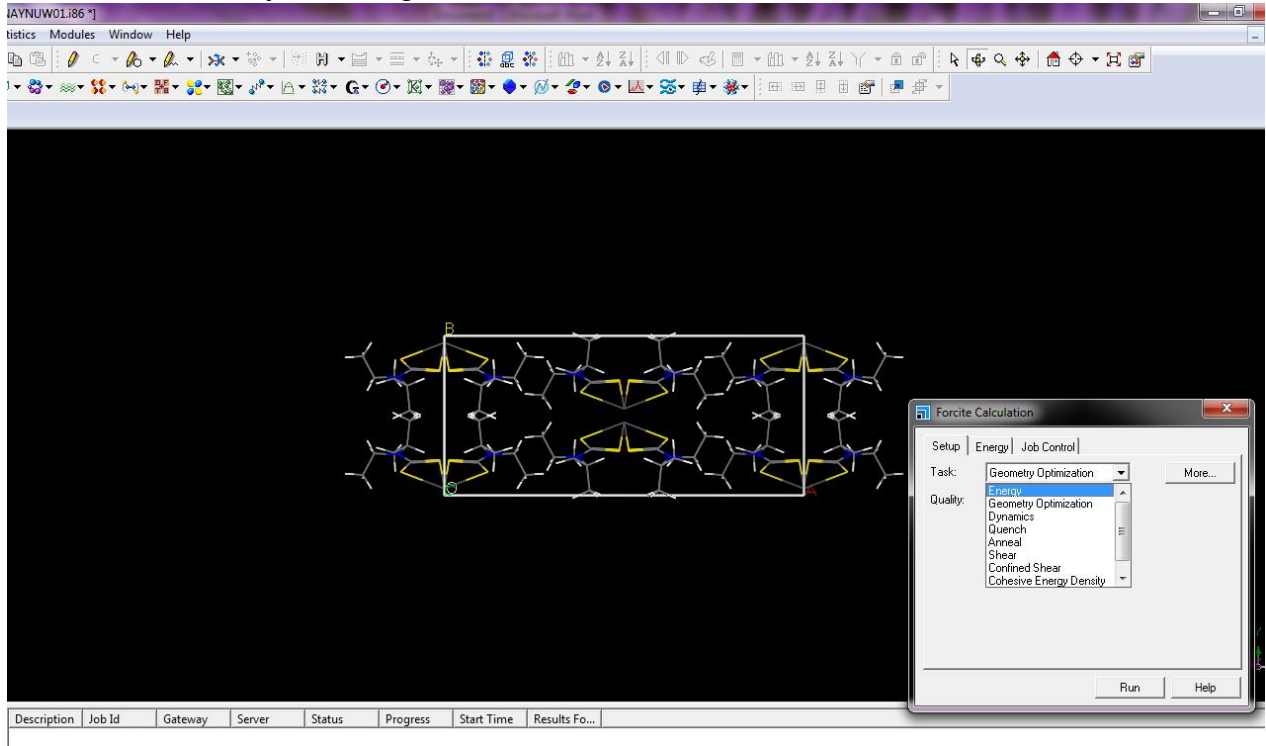 NAYNUW01.i86 *]
tistics Modules Window Help
B
O
A
Forcite Calculation
Setup Energy Job Control
Task: Geometry Optimization More...
Quality: Energy
Geometry Optimization
Dynamics
Quench
Anneal
Shear
Confined Shear
Cohesive Energy Density
Run Help
Description Job Id Gateway Server Status Progress Start Time Results Fo...